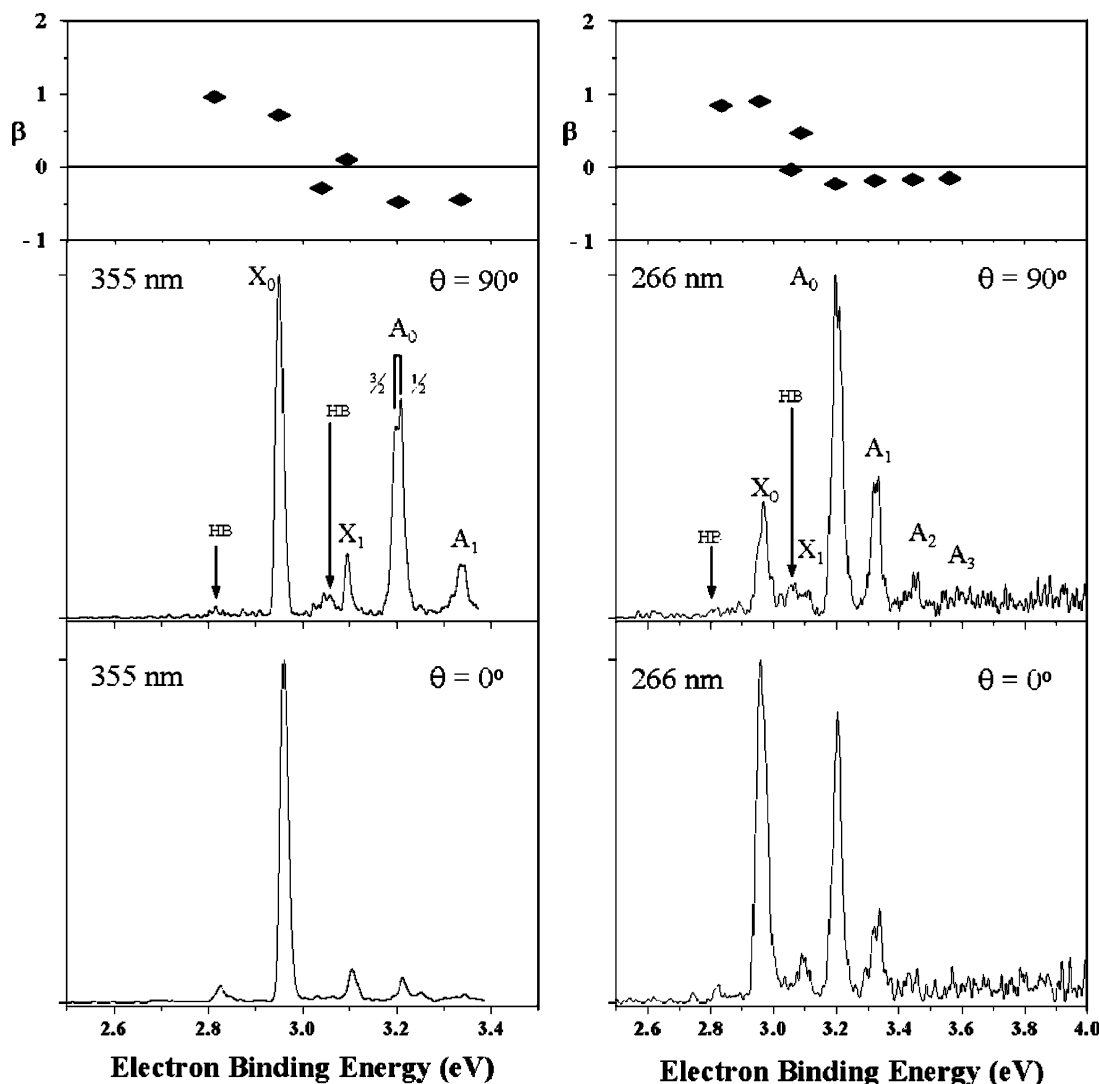 2
1
β
0
- 1
355 nm
X₀
θ = 90º
A₀
3/2
1/2
HB
HB
X₁
A₁
355 nm
θ = 0º
2.6
2.8
3.0
3.2
3.4
Electron Binding Energy (eV)
2
1
β
0
- 1
266 nm
A₀
θ = 90º
HB
X₀
A₁
HB
X₁
A₂
A₃
266 nm
θ = 0º
2.6
2.8
3.0
3.2
3.4
3.6
3.8
4.0
Electron Binding Energy (eV)